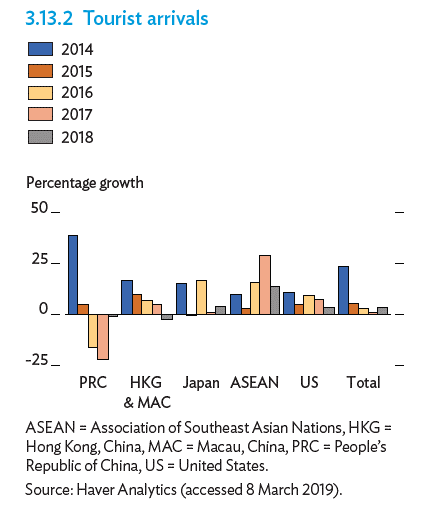 3.13.2 Tourist arrivals
2014
2015
2016
2017
2018
Percentage growth
50
25
0
-25
PRC HKG Japan ASEAN US Total
& MAC
ASEAN = Association of Southeast Asian Nations, HKG =
Hong Kong, China, MAC = Macau, China, PRC = People’s
Republic of China, US = United States.
Source: Haver Analytics (accessed 8 March 2019).